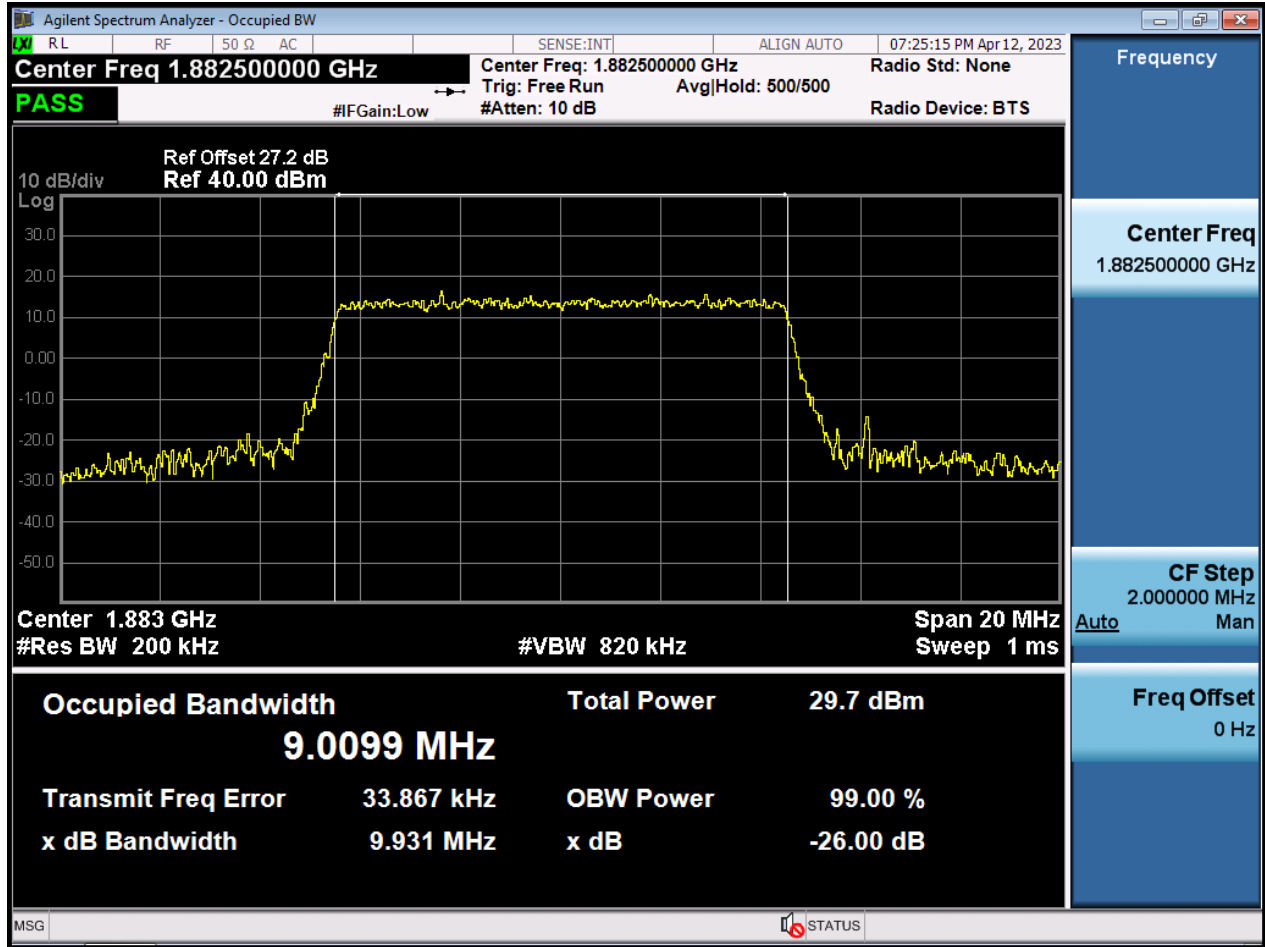 Agilent Spectrum Analyzer - Occupied BW
LXI RL RF 50 Ω AC SENSE:INT ALIGN AUTO 07:25:15 PM Apr 12, 2023
Center Freq 1.882500000 GHz
Center Freq: 1.882500000 GHz
Radio Std: None
Trig: Free Run Avg|Hold: 500/500
PASS
#IFGain:Low
#Atten: 10 dB
Radio Device: BTS
Ref Offset 27.2 dB
10 dB/div Ref 40.00 dBm
Log
30.0
20.0
10.0
0.00
-10.0
-20.0
-30.0
-40.0
-50.0
Center 1.883 GHz Span 20 MHz
#Res BW 200 kHz #VBW 820 kHz Sweep 1 ms
Occupied Bandwidth Total Power 29.7 dBm
9.0099 MHz
Transmit Freq Error 33.867 kHz OBW Power 99.00 %
x dB Bandwidth 9.931 MHz x dB -26.00 dB
Frequency
Center Freq
1.882500000 GHz
CF Step
2.000000 MHz
Auto Man
Freq Offset
0 Hz
MSG STATUS